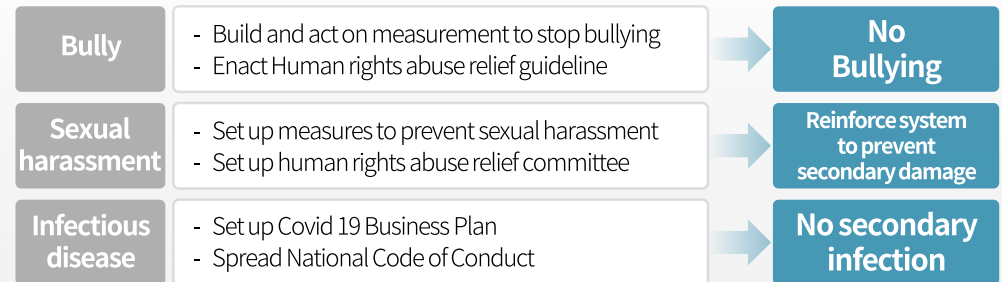 Bully
- Build and act on measurement to stop bullying
- Enact Human rights abuse relief guideline
No
Bullying
Sexual
harassment
- Set up measures to prevent sexual harassment
- Set up human rights abuse relief committee
Reinforce system
to prevent
secondary damage
Infectious
disease
- Set up Covid 19 Business Plan
- Spread National Code of Conduct
No secondary
infection